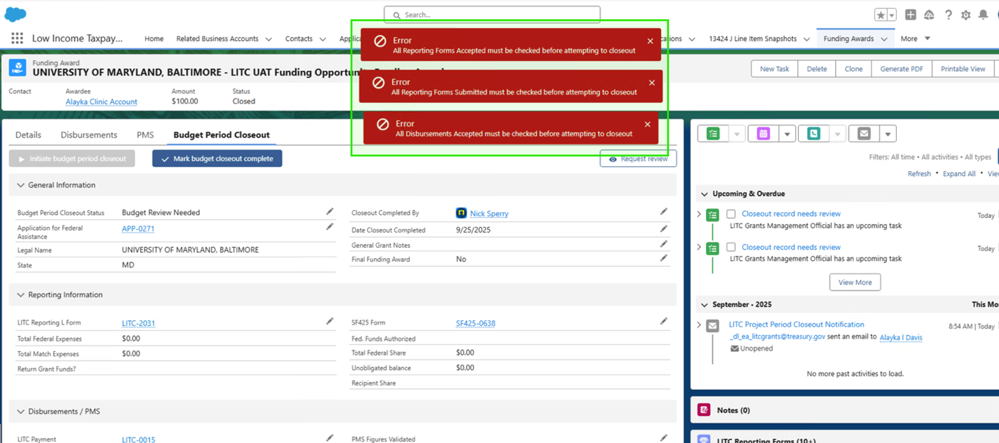 Search...
Low Income Taxpay...
Home
Related Business Accounts
Contacts
Applica
cations
13424 J Line Item Snapshots
Funding Awards
More
Error
All Reporting Forms Accepted must be checked before attempting to closeout
Error
All Reporting Forms Submitted must be checked before attempting to closeout
Error
All Disbursements Accepted must be checked before attempting to closeout
Funding Award
UNIVERSITY OF MARYLAND, BALTIMORE - LITC UAT Funding Opportunity
New Task
Delete
Clone
Generate PDF
Printable View
Contact
Awardee
Alayka Clinic Account
Amount
$100.00
Status
Closed
Details
Disbursements
PMS
Budget Period Closeout
Initiate budget period closeout
Mark budget closeout complete
Request review
General Information
Budget Period Closeout Status Budget Review Needed
Application for Federal Assistance APP-0271
Legal Name UNIVERSITY OF MARYLAND, BALTIMORE
State MD
Closeout Completed By Nick Sperry
Date Closeout Completed 9/25/2025
General Grant Notes
Final Funding Award No
Reporting Information
LITC Reporting L Form LITC-2031
Total Federal Expenses $0.00
Total Match Expenses $0.00
Return Grant Funds?
SF425 Form SF425-0638
Fed. Funds Authorized
Total Federal Share $0.00
Unobligated balance $0.00
Recipient Share
Disbursements / PMS
LITC Payment LITC-0015
PMS Figures Validated
Filters: All time • All activities • All types
Refresh • Expand All • View
Upcoming & Overdue
Closeout record needs review Today
LITC Grants Management Official has an upcoming task
Closeout record needs review Today
LITC Grants Management Official has an upcoming task
View More
September • 2025 This Mo
LITC Project Period Closeout Notification 8:54 AM | Today
_dl_ea_litcgrants@treasury.gov sent an email to Alayka l Davis
Unopened
No more past activities to load.
Notes (0)
LITC Reporting Forms (10+)